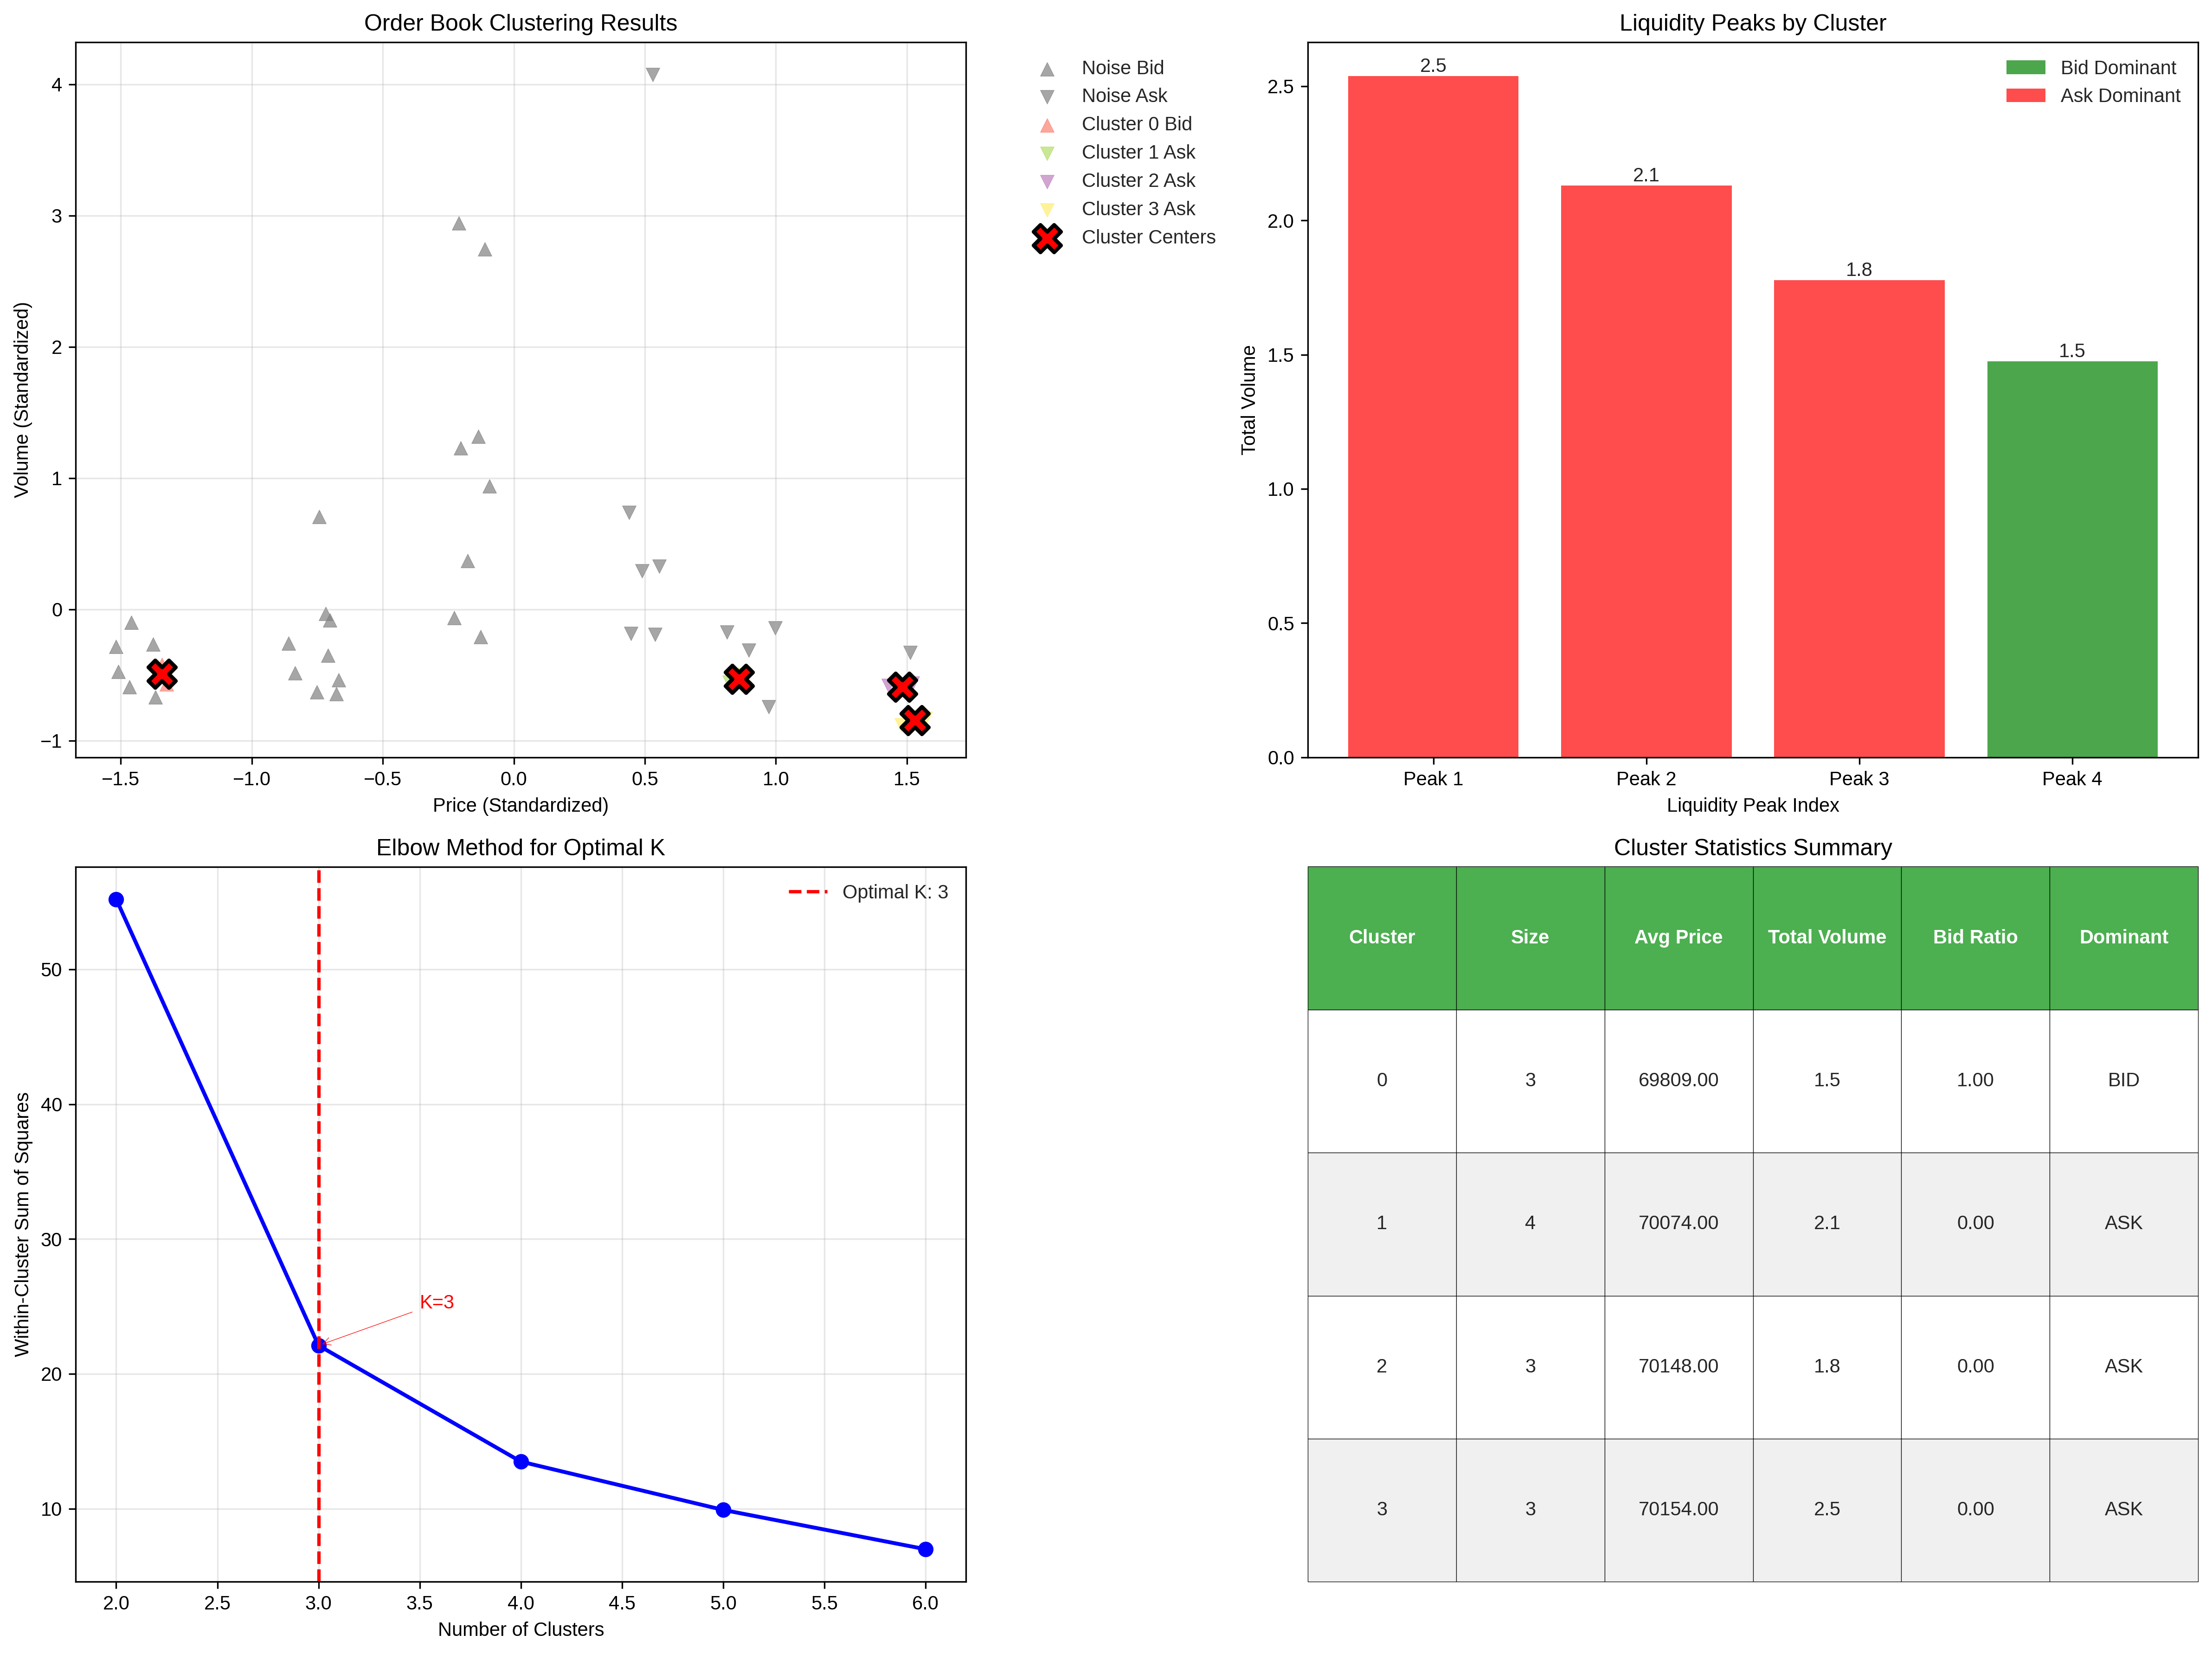 Order Book Clustering Results
4
3
2
1
0
−1
Volume (Standardized)
−1.5 −1.0 −0.5 0.0 0.5 1.0 1.5
Price (Standardized)
Noise Bid
Noise Ask
Cluster 0 Bid
Cluster 1 Ask
Cluster 2 Ask
Cluster 3 Ask
Cluster Centers
Liquidity Peaks by Cluster
Bid Dominant
Ask Dominant
2.5
2.1
1.8
1.5
2.5
2.0
1.5
1.0
0.5
0.0
Total Volume
Peak 1 Peak 2 Peak 3 Peak 4
Liquidity Peak Index
Elbow Method for Optimal K
Optimal K: 3
K=3
50
40
30
20
10
Within-Cluster Sum of Squares
2.0 2.5 3.0 3.5 4.0 4.5 5.0 5.5 6.0
Number of Clusters
Cluster Statistics Summary
Cluster Size Avg Price Total Volume Bid Ratio Dominant
0 3 69809.00 1.5 1.00 BID
1 4 70074.00 2.1 0.00 ASK
2 3 70148.00 1.8 0.00 ASK
3 3 70154.00 2.5 0.00 ASK